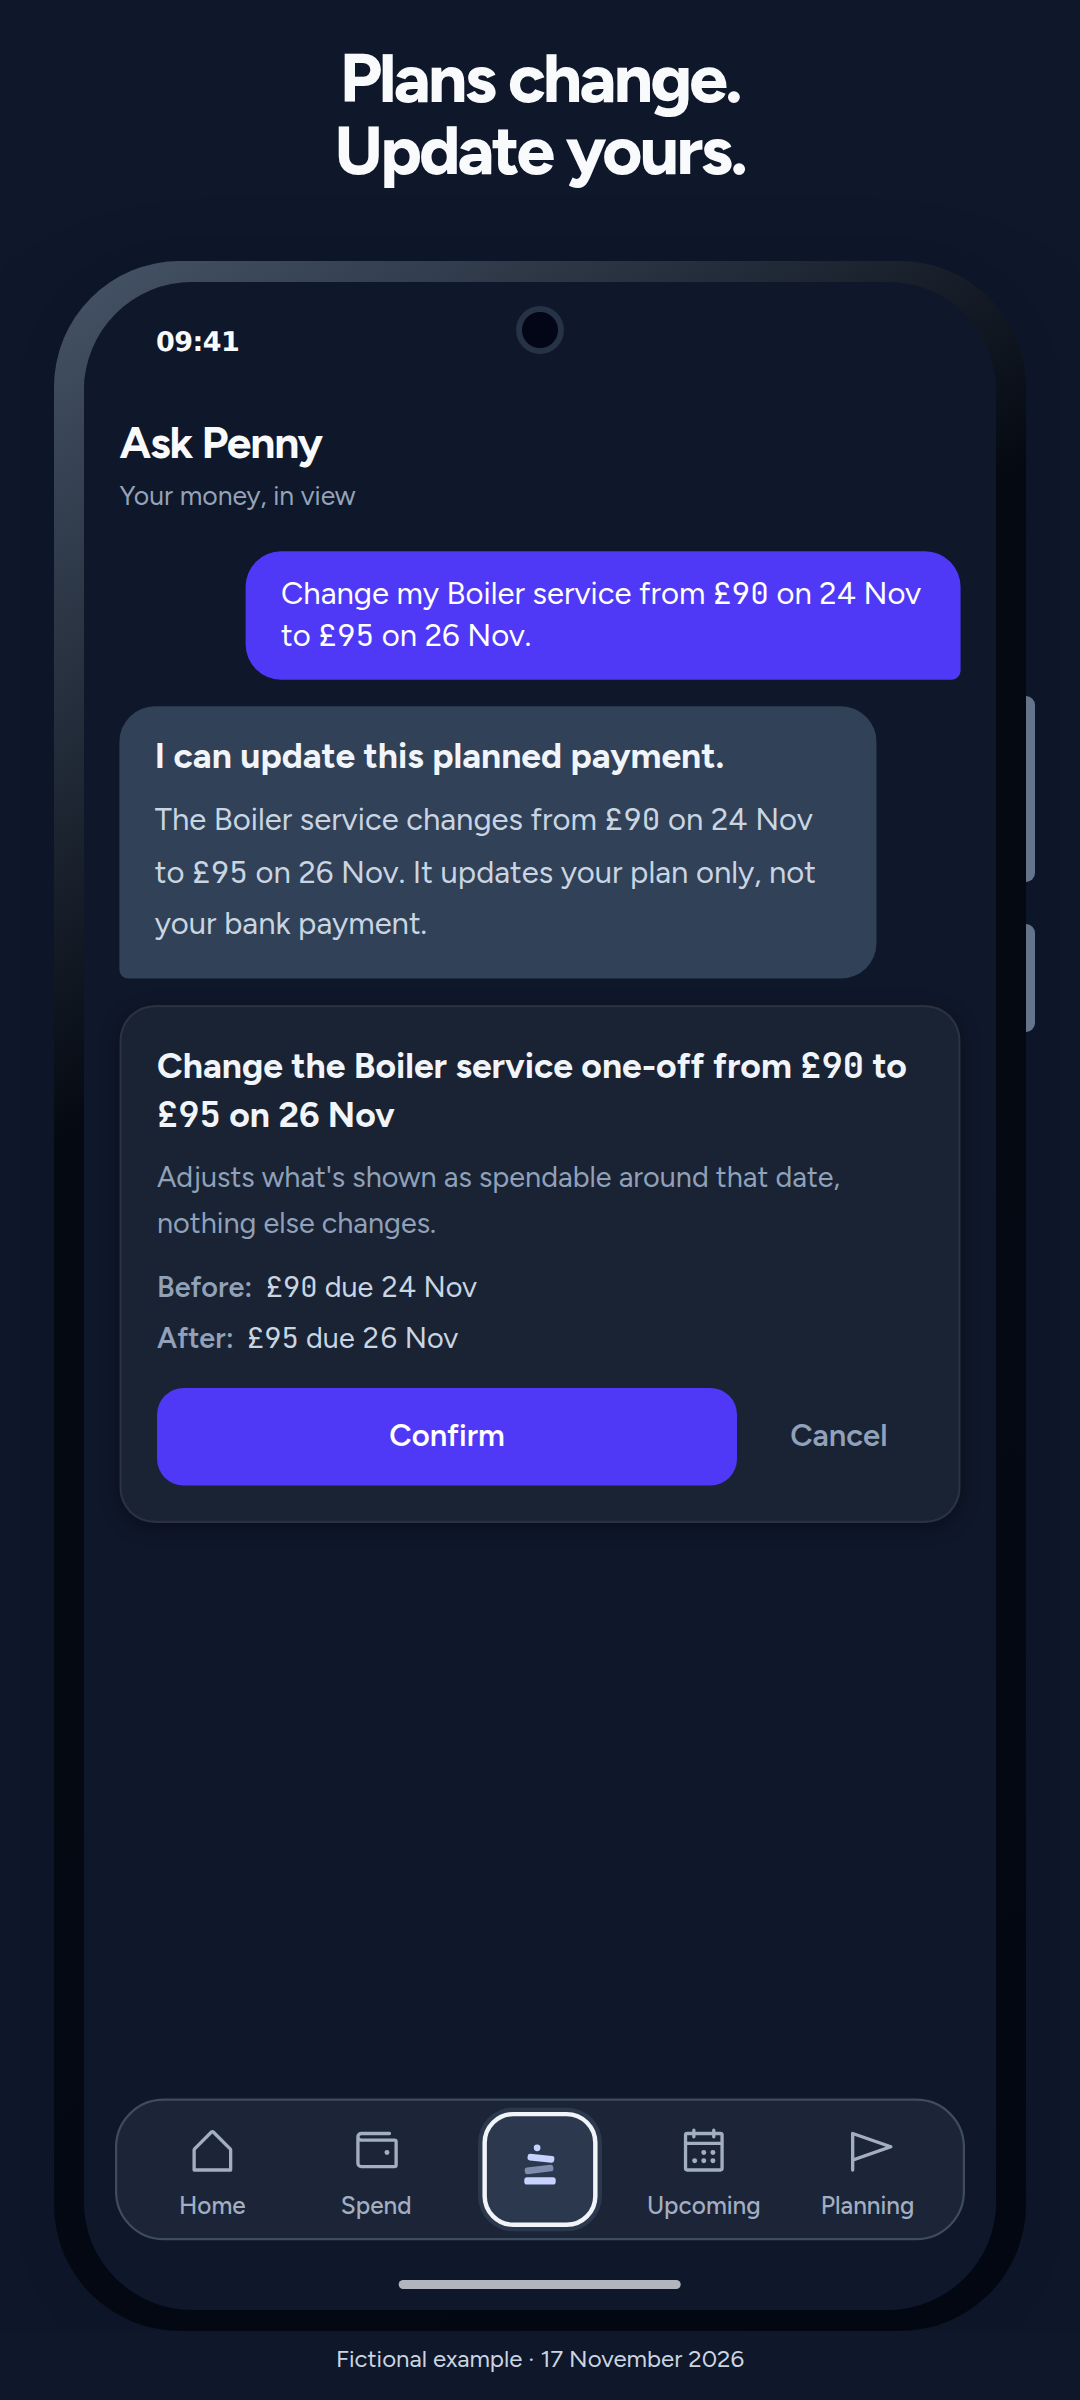 Plans change.
Update yours.
09:41
Ask Penny
Your money, in view
Change my Boiler service from £90 on 24 Nov
to £95 on 26 Nov.
I can update this planned payment.
The Boiler service changes from £90 on 24 Nov
to £95 on 26 Nov. It updates your plan only, not
your bank payment.
Change the Boiler service one-off from £90 to
£95 on 26 Nov
Adjusts what's shown as spendable around that date,
nothing else changes.
Before: £90 due 24 Nov
After: £95 due 26 Nov
Confirm Cancel
Home Spend Upcoming Planning
Fictional example · 17 November 2026